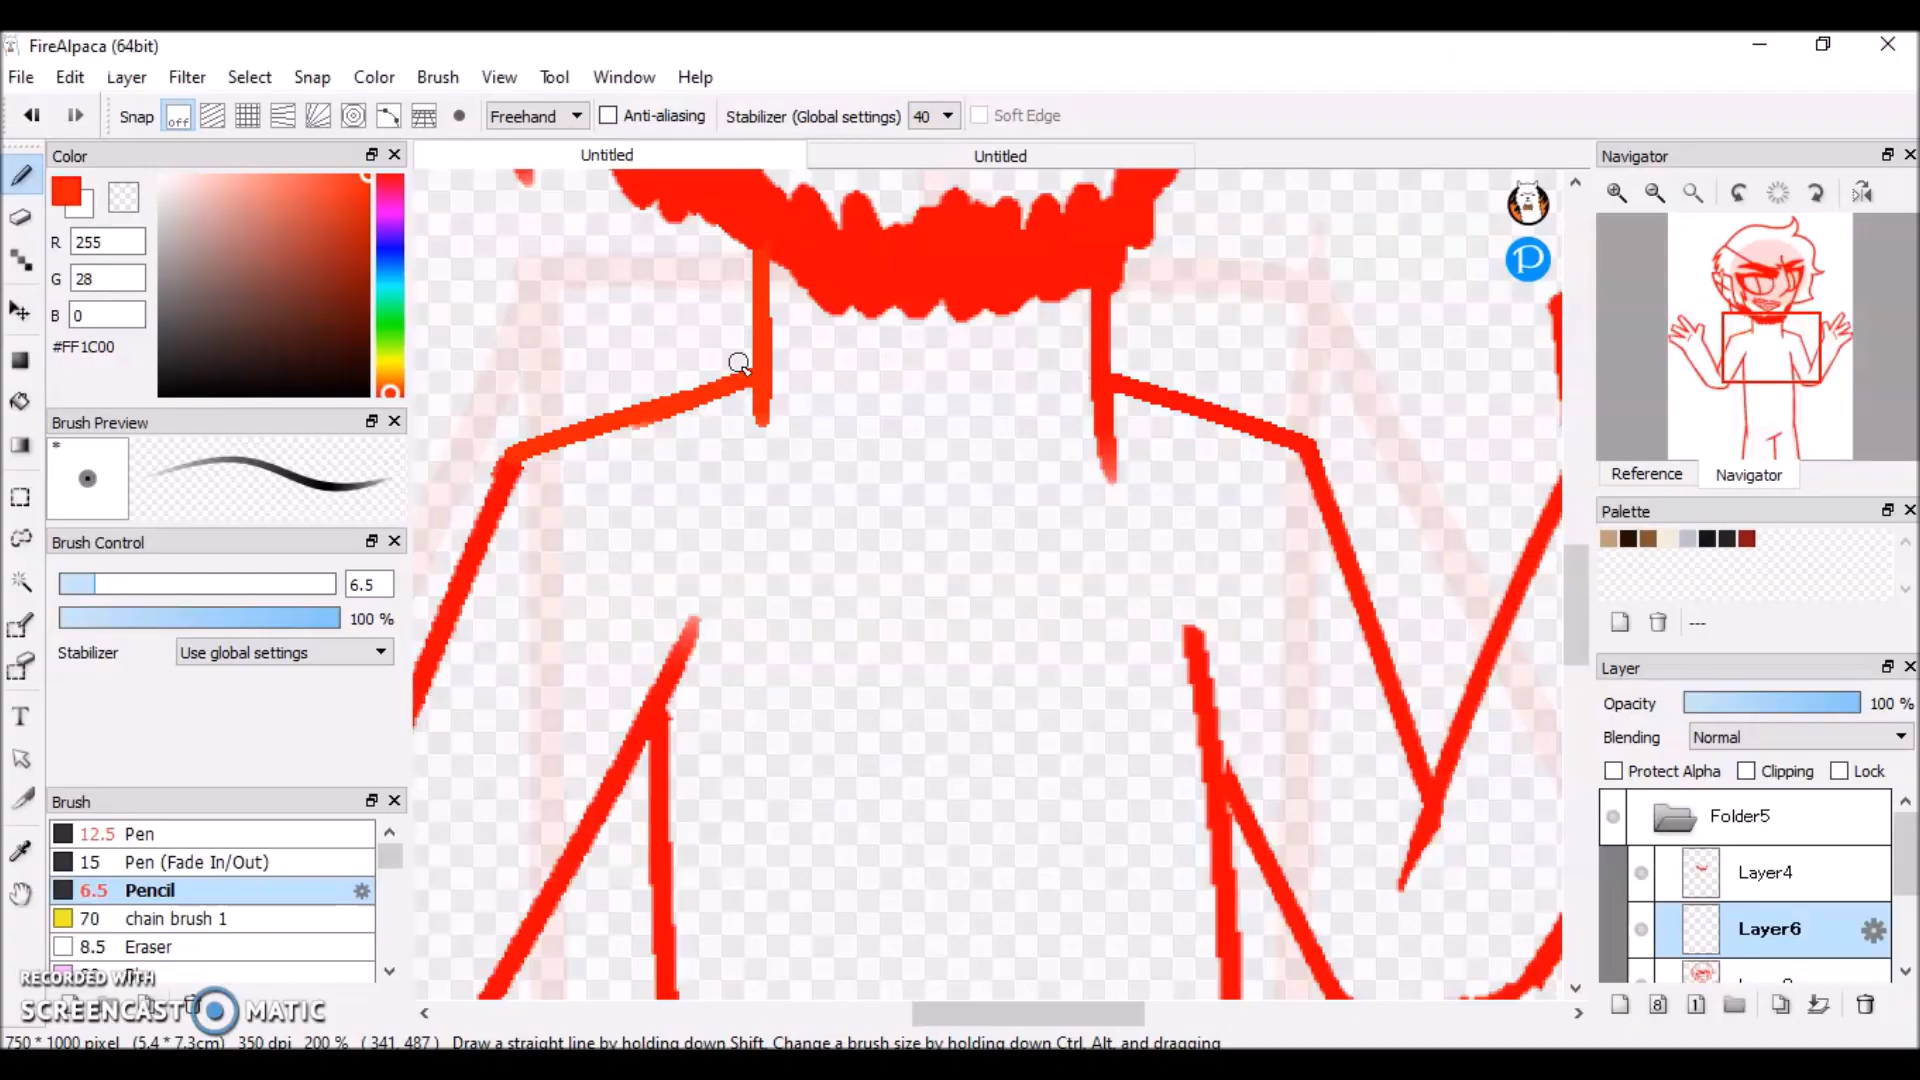 FireAlpaca (64bit)
File Edit Layer Filter Select Snap Color Brush View Tool Window Help
Snap off Freehand Anti-aliasing Stabilizer (Global settings) 40 Soft Edge
Color
Untitled
Untitled
Navigator
R 255
G 28
B 0
#FF1C00
Brush Preview
*
Reference Navigator
Palette
Brush Control
6.5
100 %
---
Stabilizer Use global settings
Layer
Opacity 100 %
Blending Normal
Protect Alpha Clipping Lock
Brush
12.5 Pen
15 Pen (Fade In/Out)
6.5 Pencil
70 chain brush 1
8.5 Eraser
Folder5
Layer4
Layer6
RECORDED WITH
SCREENCAST MATIC
750 * 1000 pixel (5.4 * 7.3cm) 350 dpi 200 % ( 341, 487 ) Draw a straight line by holding down Shift, Change a brush size by holding down Ctrl, Alt, and dragging